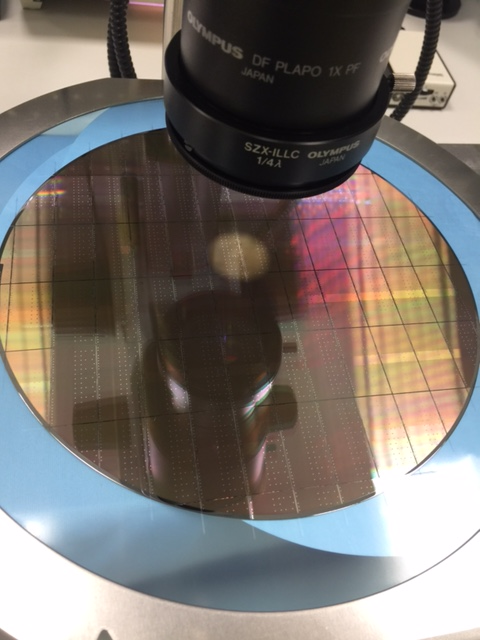 OLYMPUS DF PLAPO 1X PF
JAPAN
SZX-ILLC OLYMPUS
1/4λ JAPAN